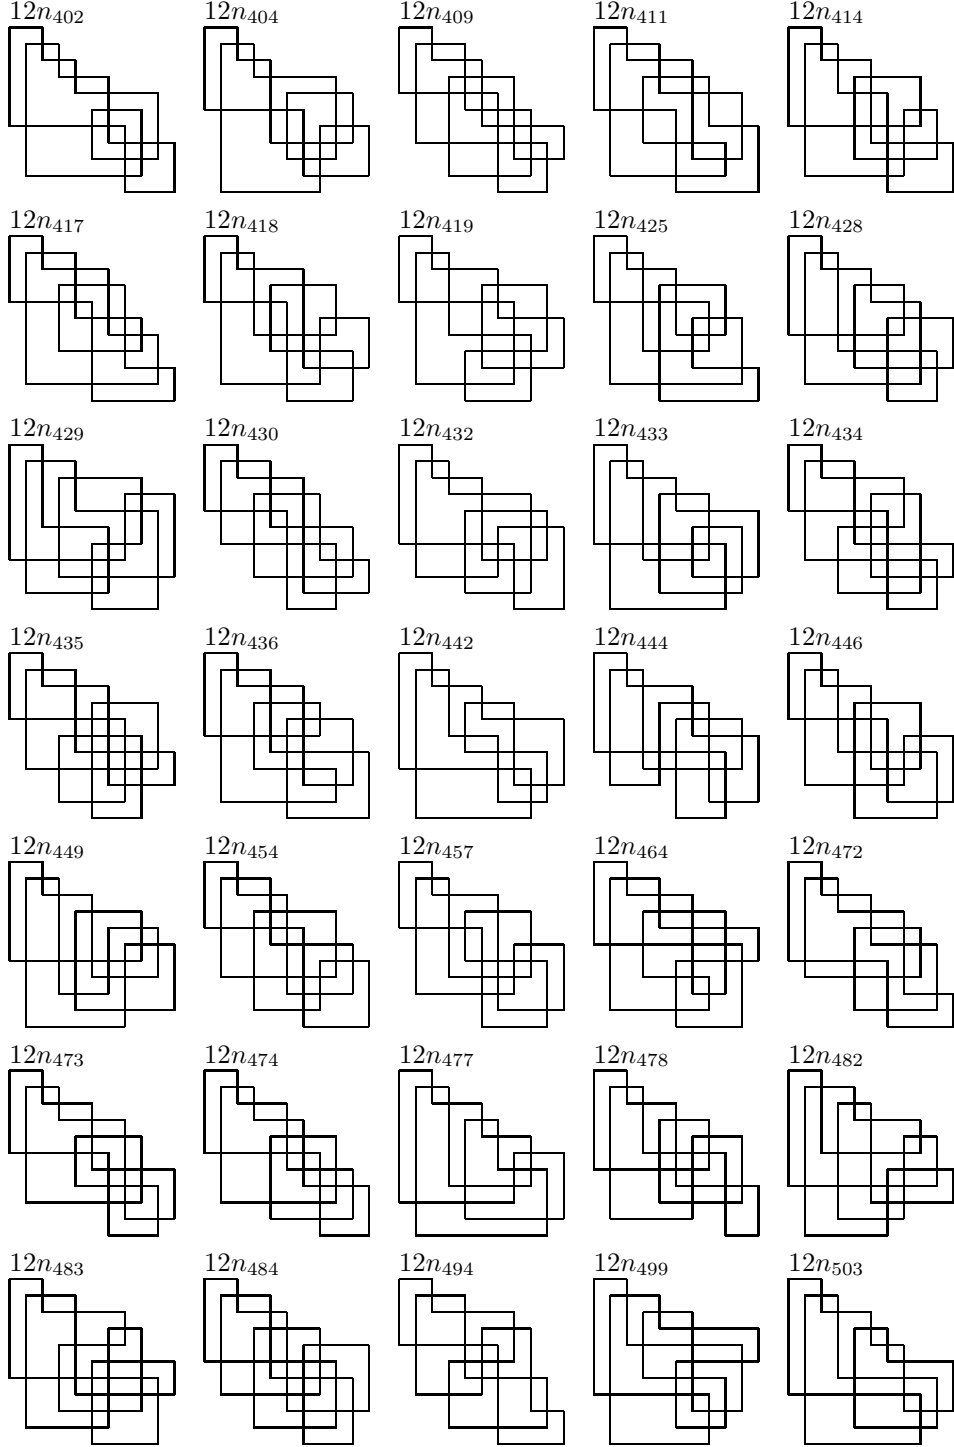 12n₄₀₂ 12n₄₀₄ 12n₄₀₉ 12n₄₁₁ 12n₄₁₄
12n₄₁₇ 12n₄₁₈ 12n₄₁₉ 12n₄₂₅ 12n₄₂₈
12n₄₂₉ 12n₄₃₀ 12n₄₃₂ 12n₄₃₃ 12n₄₃₄
12n₄₃₅ 12n₄₃₆ 12n₄₄₂ 12n₄₄₄ 12n₄₄₆
12n₄₄₉ 12n₄₅₄ 12n₄₅₇ 12n₄₆₄ 12n₄₇₂
12n₄₇₃ 12n₄₇₄ 12n₄₇₇ 12n₄₇₈ 12n₄₈₂
12n₄₈₃ 12n₄₈₄ 12n₄₉₄ 12n₄₉₉ 12n₅₀₃